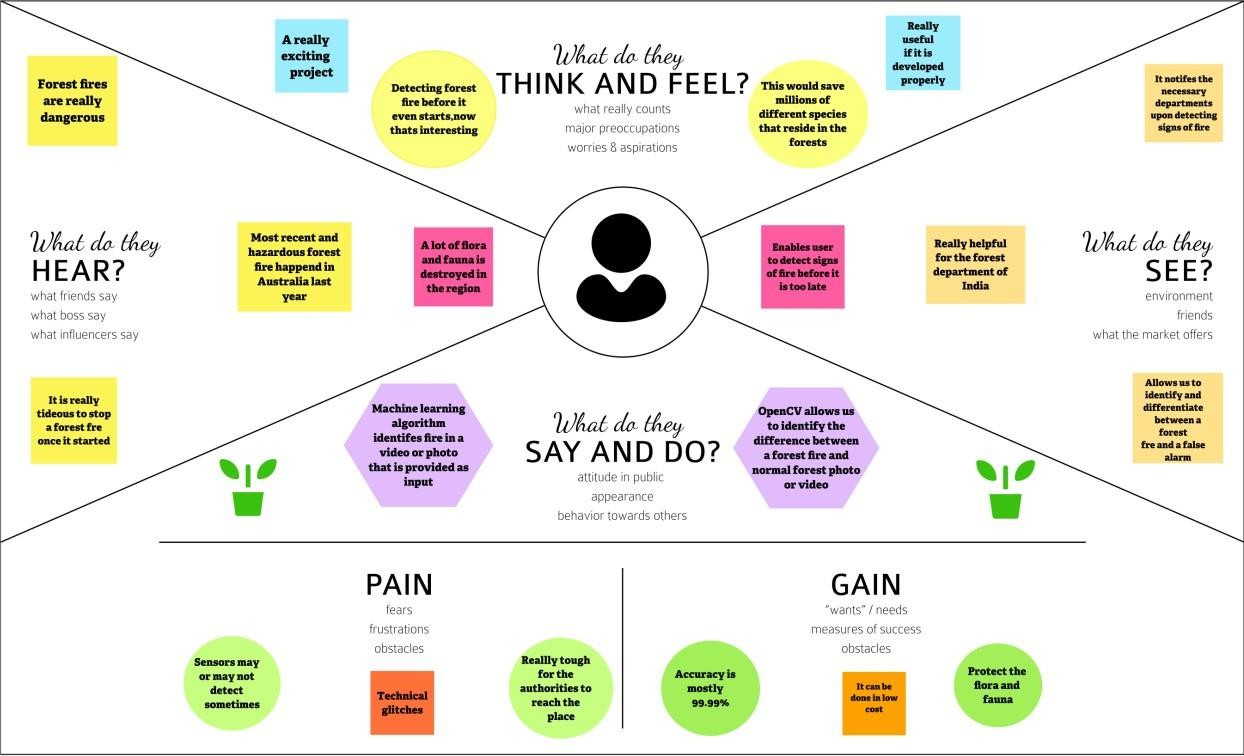 What do they
THINK AND FEEL?
what really counts
major preoccupations
worries & aspirations
A really
exciting
project
Detecting forest
fire before it
even starts,now
thats interesting
This would save
millions of
different species
that reside in the
forests
Really
useful
if it is
developed
properly
Forest fires
are really
dangerous
What do they
HEAR?
what friends say
what boss say
what influencers say
Most recent and
hazardous forest
fire happend in
Australia last
year
A lot of flora
and fauna is
destroyed in
the region
It is really
tideous to stop
a forest fre
once it started
It notifes the
necessary
departments
upon detecting
signs of fire
Enables user
to detect signs
of fire before it
is too late
Really helpful
for the forest
department of
India
What do they
SEE?
environment
friends
what the market offers
Allows us to
identify and
differentiate
between a
forest
fre and a false
alarm
Machine learning
algorithm
identifes fire in a
video or photo
that is provided as
input
What do they
SAY AND DO?
attitude in public
appearance
behavior towards others
OpenCV allows us
to identify the
difference between
a forest fire and
normal forest photo
or video
PAIN
fears
frustrations
obstacles
Sensors may
or may not
detect
sometimes
Technical
glitches
Reallly tough
for the
authorities to
reach the
place
GAIN
"wants" / needs
measures of success
obstacles
Accuracy is
mostly
99.99%
It can be
done in low
cost
Protect the
flora and
fauna